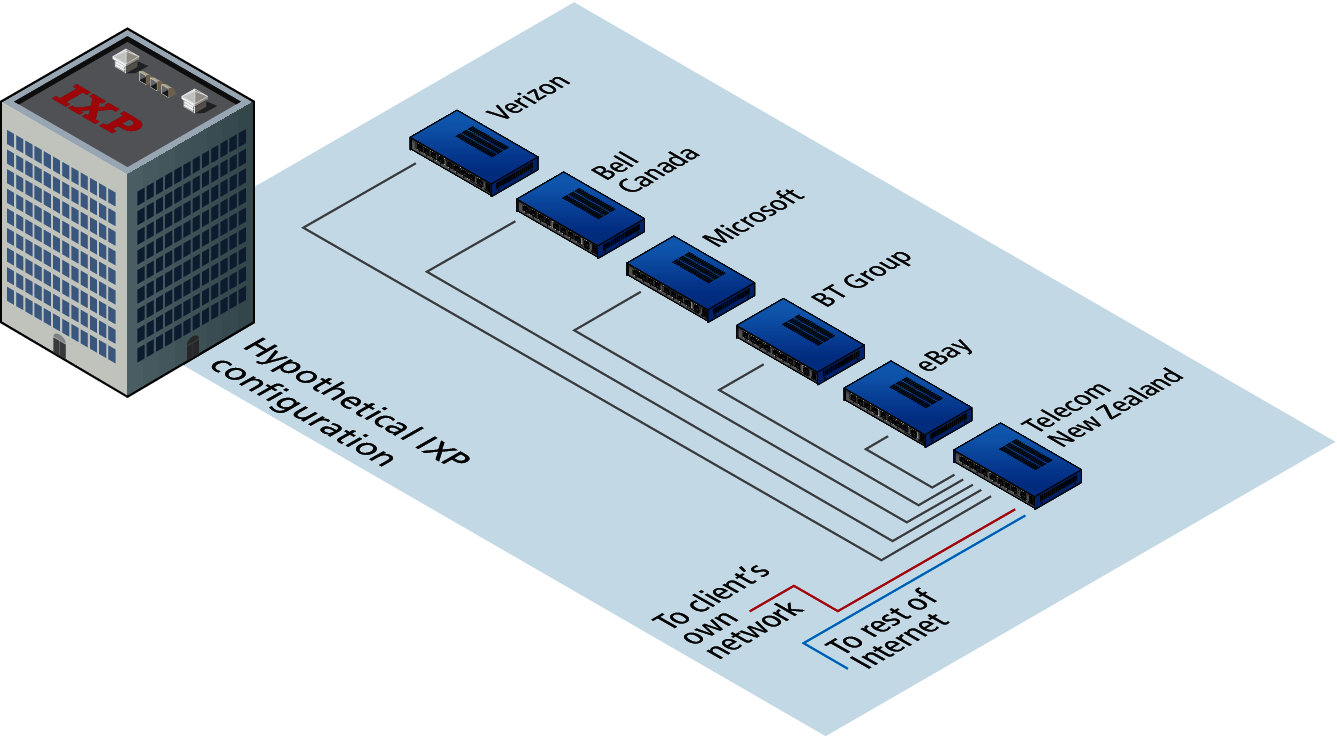 IXP
Verizon
Bell
Canada
Microsoft
BT Group
eBay
Telecom
New Zealand
Hypothetical IXP
configuration
To client's
own
network
To rest of
Internet